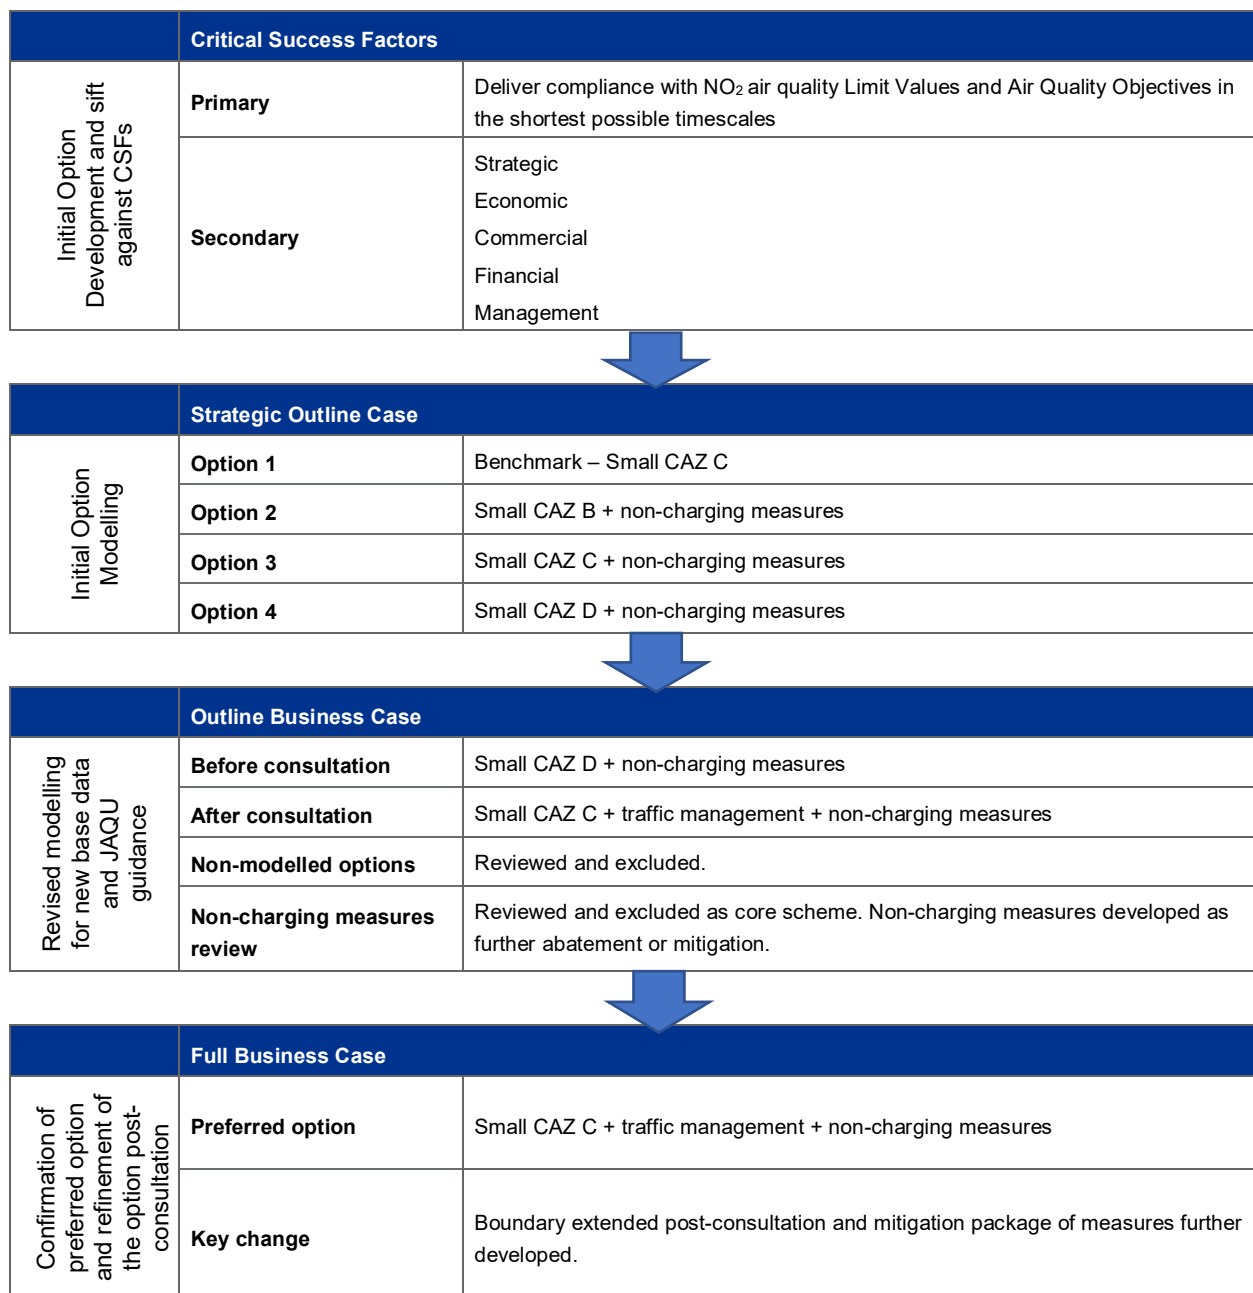 Critical Success Factors
Initial Option
Development and sift
against CSFs
Primary
Deliver compliance with NO₂ air quality Limit Values and Air Quality Objectives in
the shortest possible timescales
Secondary
Strategic
Economic
Commercial
Financial
Management
Strategic Outline Case
Initial Option
Modelling
Option 1
Benchmark – Small CAZ C
Option 2
Small CAZ B + non-charging measures
Option 3
Small CAZ C + non-charging measures
Option 4
Small CAZ D + non-charging measures
Outline Business Case
Revised modelling
for new base data
and JAQU
guidance
Before consultation
Small CAZ D + non-charging measures
After consultation
Small CAZ C + traffic management + non-charging measures
Non-modelled options
Reviewed and excluded.
Non-charging measures
review
Reviewed and excluded as core scheme. Non-charging measures developed as
further abatement or mitigation.
Full Business Case
Confirmation of
preferred option
and refinement of
the option post-
consultation
Preferred option
Small CAZ C + traffic management + non-charging measures
Key change
Boundary extended post-consultation and mitigation package of measures further
developed.